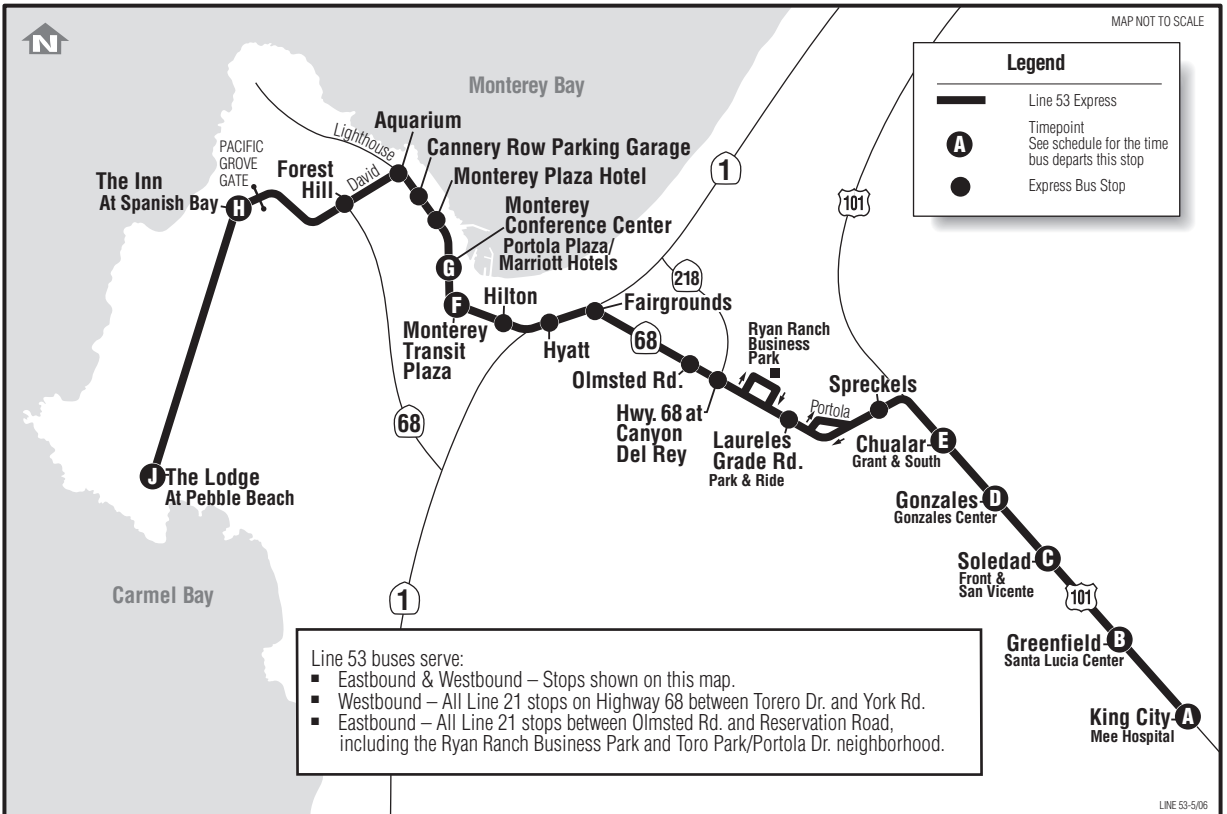 MAP NOT TO SCALE
N
Monterey Bay
Legend
Line 53 Express
A
Timepoint
See schedule for the time
bus departs this stop
Express Bus Stop
Lighthouse
Aquarium
PACIFIC
GROVE
GATE
Forest
Hill
David
Cannery Row Parking Garage
Monterey Plaza Hotel
The Inn
At Spanish Bay
H
Monterey
Conference Center
Portola Plaza/
Marriott Hotels
G
1
101
218
F
Hilton
Fairgrounds
Monterey
Transit
Plaza
Hyatt
68
Ryan Ranch
Business
Park
Olmsted Rd.
Spreckels
Portola
68
Hwy. 68 at
Canyon
Del Rey
Laureles
Grade Rd.
Park & Ride
Chualar
Grant & South
E
J
The Lodge
At Pebble Beach
Gonzales
Gonzales Center
D
Soledad
Front &
San Vicente
C
Carmel Bay
1
101
Greenfield
Santa Lucia Center
B
King City
Mee Hospital
A
Line 53 buses serve:
▪ Eastbound & Westbound – Stops shown on this map.
▪ Westbound – All Line 21 stops on Highway 68 between Torero Dr. and York Rd.
▪ Eastbound – All Line 21 stops between Olmsted Rd. and Reservation Road,
including the Ryan Ranch Business Park and Toro Park/Portola Dr. neighborhood.
LINE 53-5/06